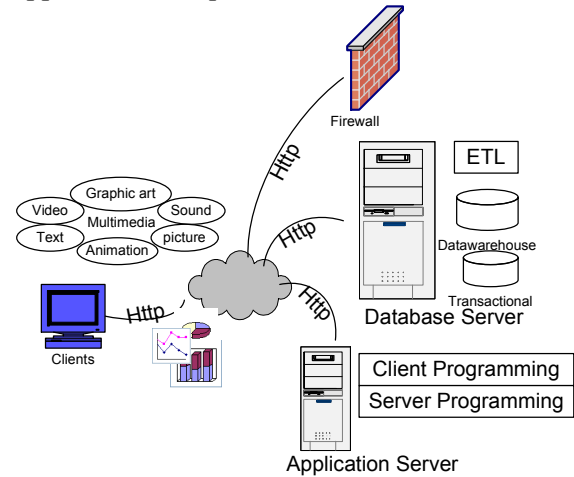 Firewall
Http
ETL
Graphic art
Video
Sound
Multimedia
Text
picture
Animation
Http
Datawarehouse
Transactional
Http
Http
Database Server
Clients
Client Programming
Server Programming
Application Server